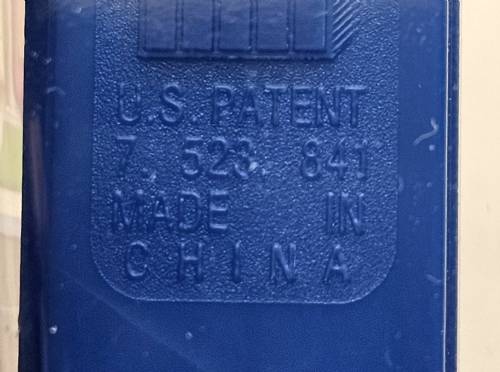 U.S. PATENT
7, 523, 841
MADE IN
CHINA